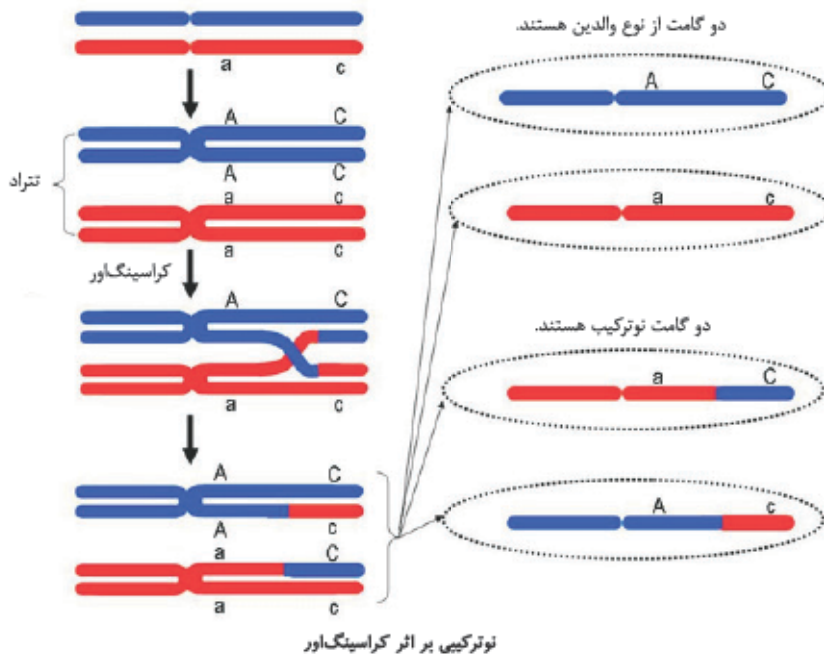 دو گامت از نوع والدین هستند.
a c
A C
تتراد
A C
a c
a c
کراسینگ‌اور
A C
a c
A C
A c
a C
a c
A C
a c
دو گامت نوترکیب هستند.
a C
A c
نوترکیبی بر اثر کراسینگ‌اور